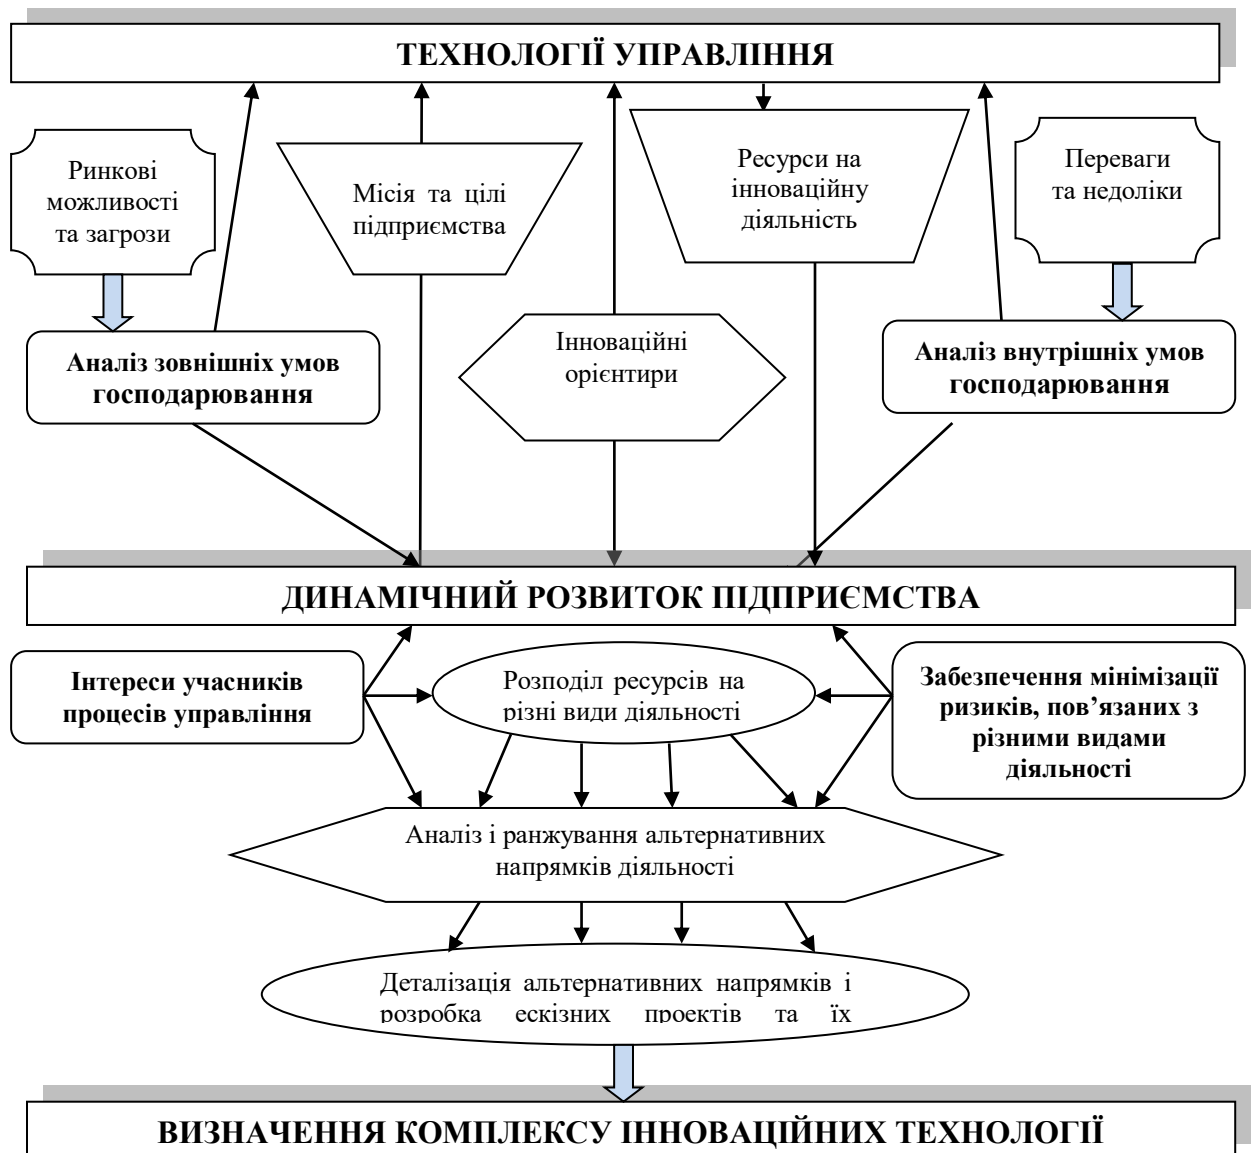 ТЕХНОЛОГІЇ УПРАВЛІННЯ
Ринкові
можливості
та загрози
Місія та цілі
підприємства
Ресурси на
інноваційну
діяльність
Переваги
та недоліки
Аналіз зовнішніх умов
господарювання
Інноваційні
орієнтири
Аналіз внутрішніх умов
господарювання
ДИНАМІЧНИЙ РОЗВИТОК ПІДПРИЄМСТВА
Інтереси учасників
процесів управління
Розподіл ресурсів на
різні види діяльності
Забезпечення мінімізації
ризиків, пов’язаних з
різними видами
діяльності
Аналіз і ранжування альтернативних
напрямків діяльності
Деталізація альтернативних напрямків і
розробка ескізних проектів та їх
ВИЗНАЧЕННЯ КОМПЛЕКСУ ІННОВАЦІЙНИХ ТЕХНОЛОГІЇ